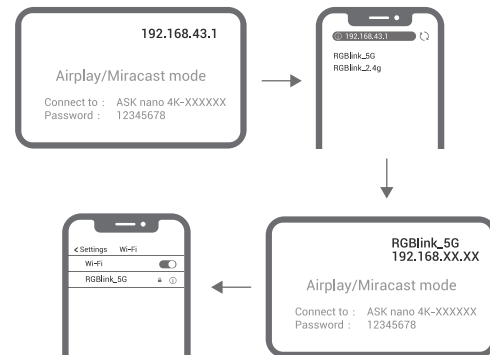 192.168.43.1
Airplay/Miracast mode
Connect to : ASK nano 4K-XXXXXX
Password : 12345678
192.168.43.1
RGBlink_5G
RGBlink_2.4g
RGBlink_5G
192.168.XX.XX
Airplay/Miracast mode
Connect to : ASK nano 4K-XXXXXX
Password : 12345678
Settings Wi-Fi
Wi-Fi
RGBlink_5G